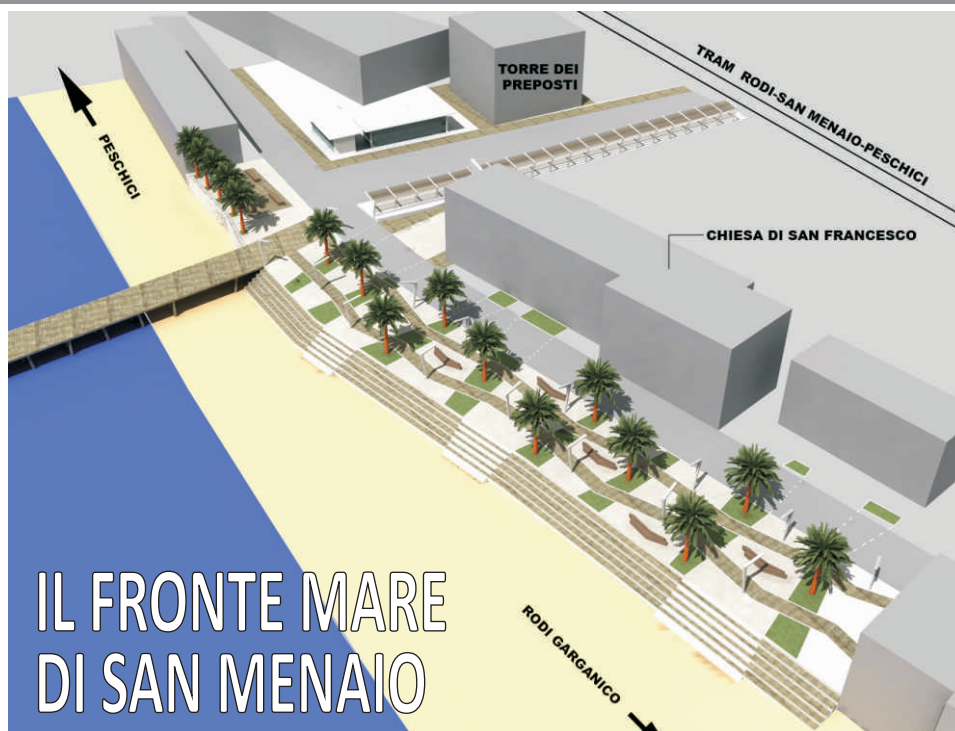 TORRE DEI
PREPOSTI
TRAM RODI-SAN MENAIO-PESCHICI
PESCHICI
CHIESA DI SAN FRANCESCO
RODI GARGANICO
IL FRONTE MARE
DI SAN MENAIO